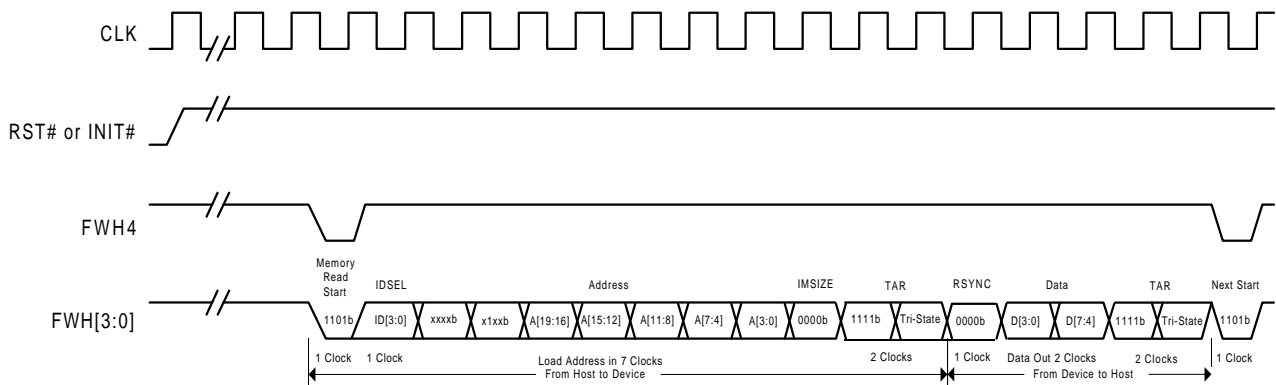 CLK
RST# or INIT#
FWH4
Memory
Read
Start
IDSEL
Address
IMSIZE
TAR
RSYNC
Data
TAR
Next Start
FWH[3:0]
1101b
ID[3:0]
xxxxb
x1xxb
A[19:16]
A[15:12]
A[11:8]
A[7:4]
A[3:0]
0000b
1111b
Tri-State
0000b
D[3:0]
D[7:4]
1111b
Tri-State
1101b
1 Clock
1 Clock
Load Address in 7 Clocks
2 Clocks
1 Clock
Data Out 2 Clocks
2 Clocks
1 Clock
From Host to Device
From Device to Host